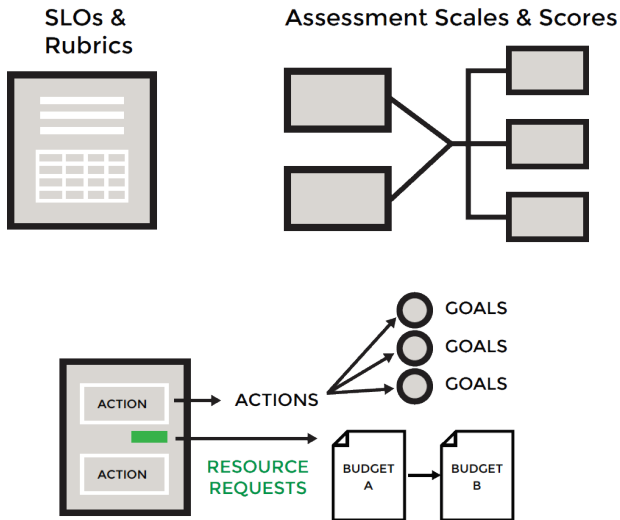 SLOs &
Rubrics
Assessment Scales & Scores
GOALS
GOALS
GOALS
ACTION
ACTIONS
ACTION
RESOURCE
REQUESTS
BUDGET
A
BUDGET
B